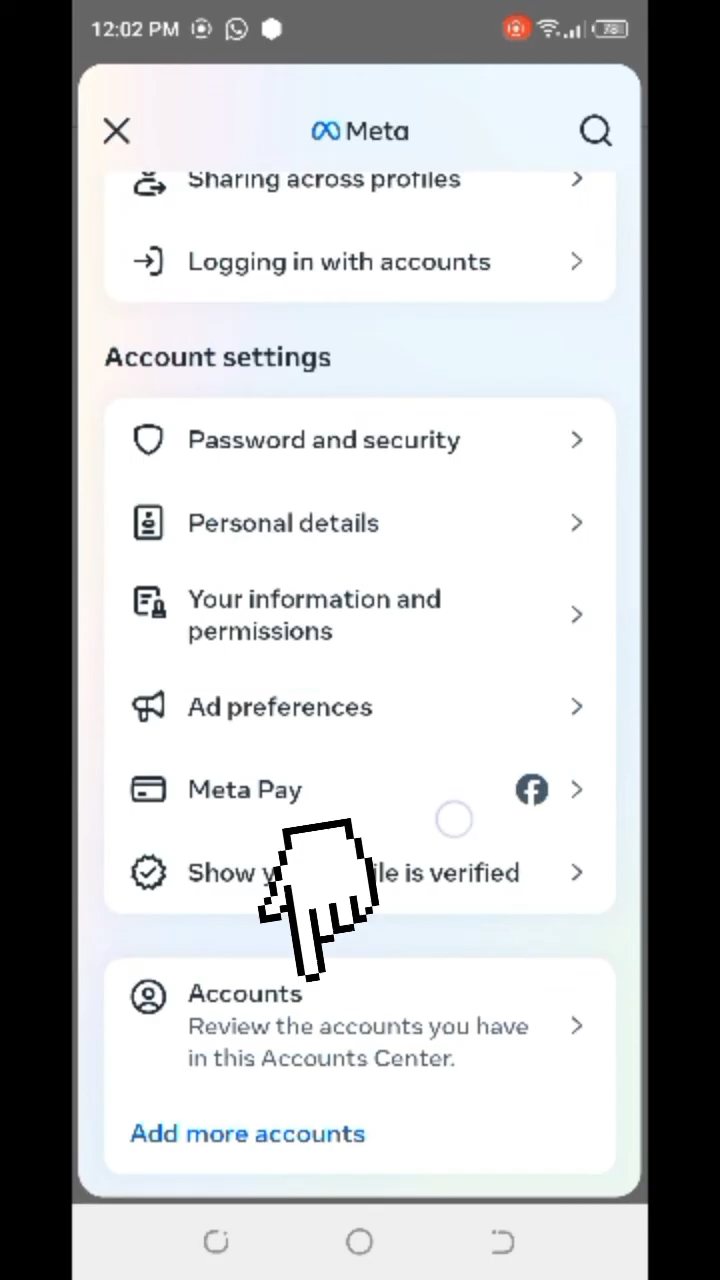 12:02 PM
78
Meta
Sharing across profiles
Logging in with accounts
Account settings
Password and security
Personal details
Your information and
permissions
Ad preferences
Meta Pay
Show is verified
Accounts
Review the accounts you have
in this Accounts Center.
Add more accounts